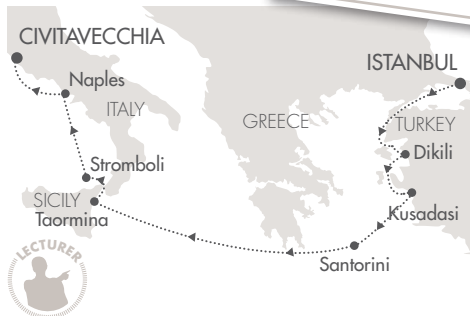 CIVITAVECCHIA
ISTANBUL
Naples
ITALY
GREECE
TURKEY
Dikili
Stromboli
SICILY
Kusadasi
Taormina
Santorini
LECTURER